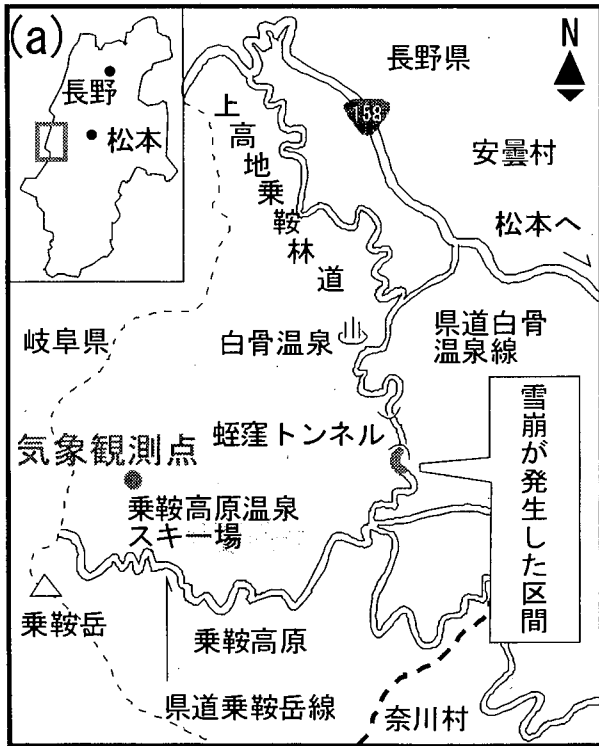 (a)
長野
松本
N
長野県
158
安曇村
松本へ
上高地乗鞍林道
岐阜県
白骨温泉
県道白骨
温泉線
蛭窪トンネル
気象観測点
乗鞍高原温泉
スキー場
雪崩が発生した区間
乗鞍岳
乗鞍高原
県道乗鞍岳線
奈川村